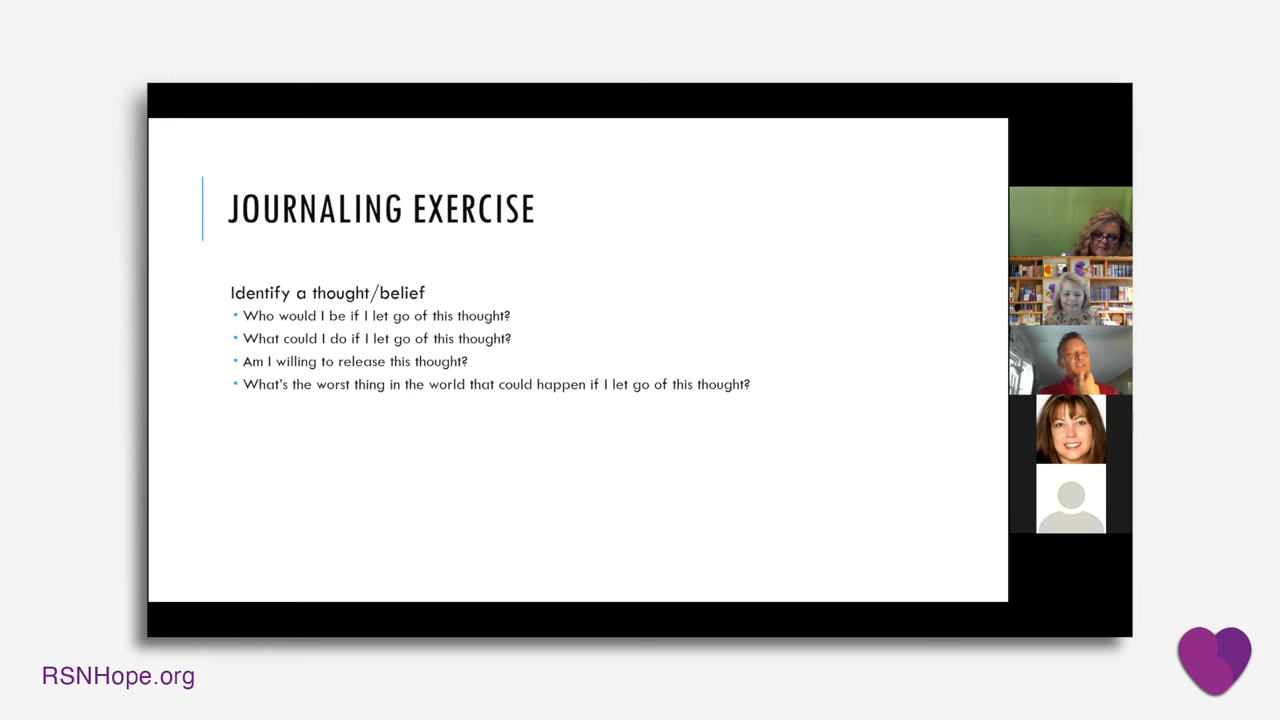 JOURNALING EXERCISE
Identify a thought/belief
▪ Who would I be if I let go of this thought?
▪ What could I do if I let go of this thought?
▪ Am I willing to release this thought?
▪ What's the worst thing in the world that could happen if I let go of this thought?
RSNHope.org